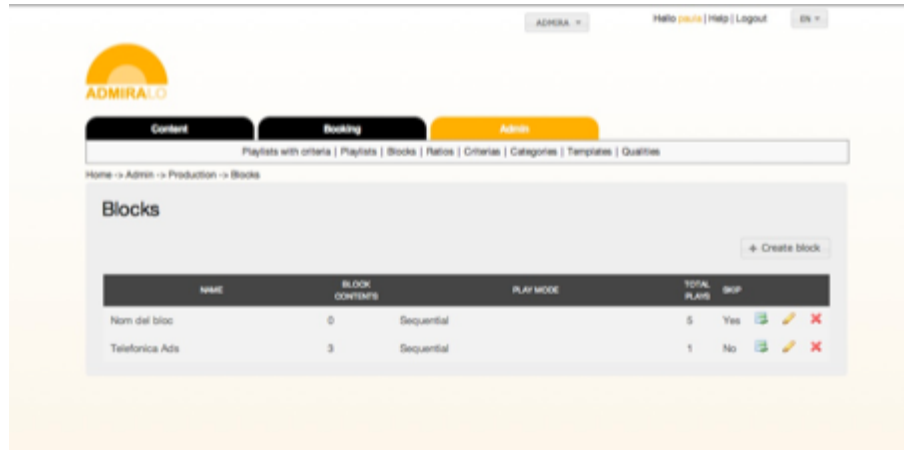 ADMIRA
Hello paula | Help | Logout
EN
ADMIRALO
Content
Booking
Admin
Playlists with criteria | Playlists | Blocks | Ratios | Criterias | Categories | Templates | Qualities
Home -> Admin -> Production -> Blocks
Blocks
+ Create block
NAME BLOCK CONTENTS PLAY MODE TOTAL PLAYS SKIP
Nom del bloc 0 Sequential 5 Yes
Telefonica Ads 3 Sequential 1 No